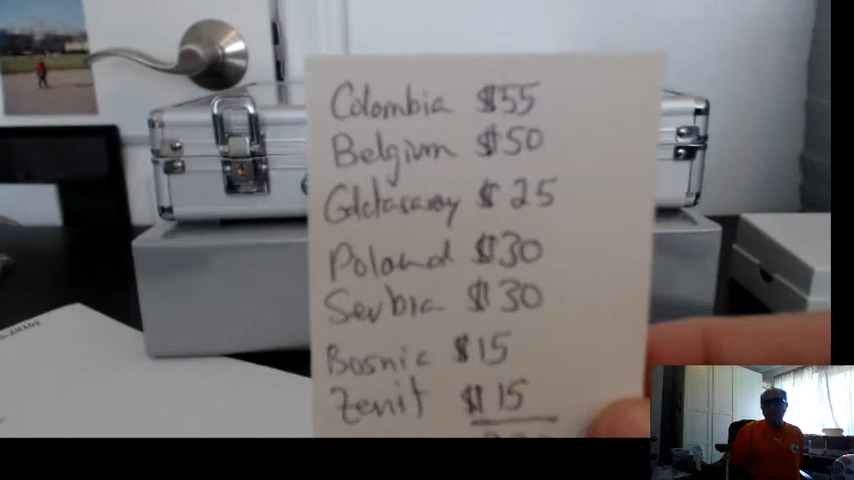 Colombia $55
Belgium $50
Galatasaray $25
Poland $30
Serbia $30
Bosnia $15
Zenit $15